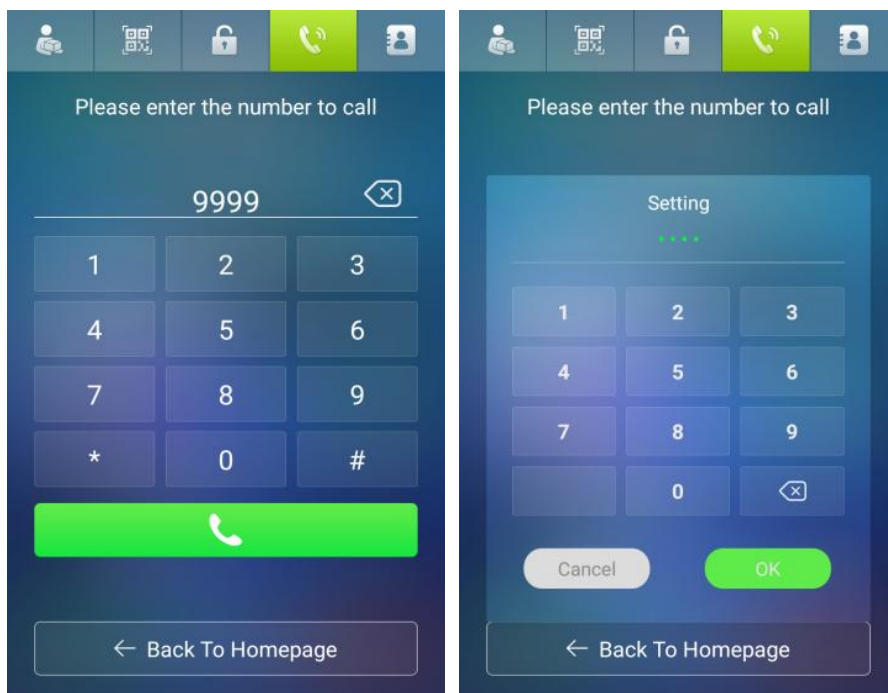 Please enter the number to call
9999
1 2 3
4 5 6
7 8 9
* 0 #
← Back To Homepage
Please enter the number to call
Setting
••••
1 2 3
4 5 6
7 8 9
0
Cancel OK
← Back To Homepage